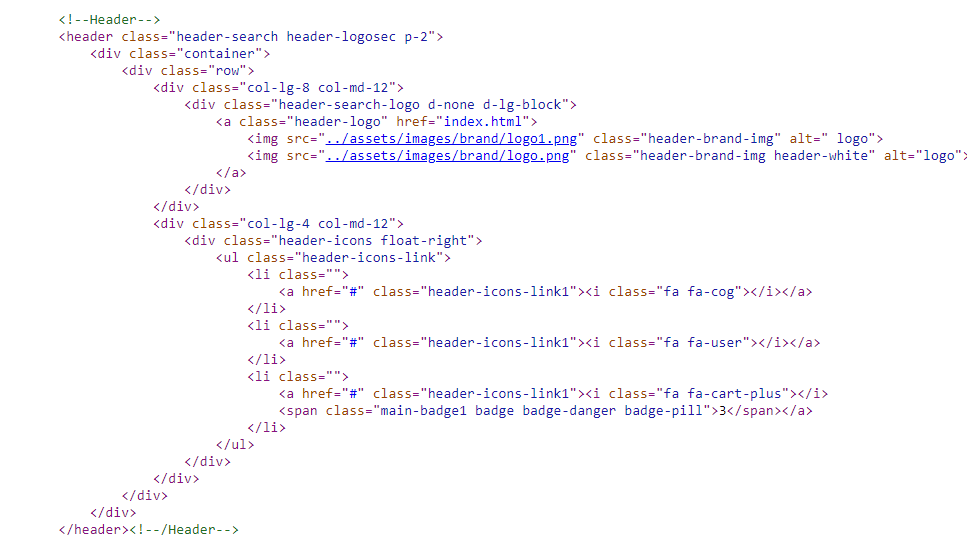 <!--Header-->
<header class="header-search header-logosec p-2">
<div class="container">
<div class="row">
<div class="col-lg-8 col-md-12">
<div class="header-search-logo d-none d-lg-block">
<a class="header-logo" href="index.html">
<img src="../assets/images/brand/logo1.png" class="header-brand-img" alt=" logo">
<img src="../assets/images/brand/logo.png" class="header-brand-img header-white" alt="logo">
</a>
</div>
</div>
<div class="col-lg-4 col-md-12">
<div class="header-icons float-right">
<ul class="header-icons-link">
<li class="">
<a href="#" class="header-icons-link1"><i class="fa fa-cog"></i></a>
</li>
<li class="">
<a href="#" class="header-icons-link1"><i class="fa fa-user"></i></a>
</li>
<li class="">
<a href="#" class="header-icons-link1"><i class="fa fa-cart-plus"></i>
<span class="main-badge1 badge badge-danger badge-pill">3</span></a>
</li>
</ul>
</div>
</div>
</div>
</div>
</header><!--/Header-->